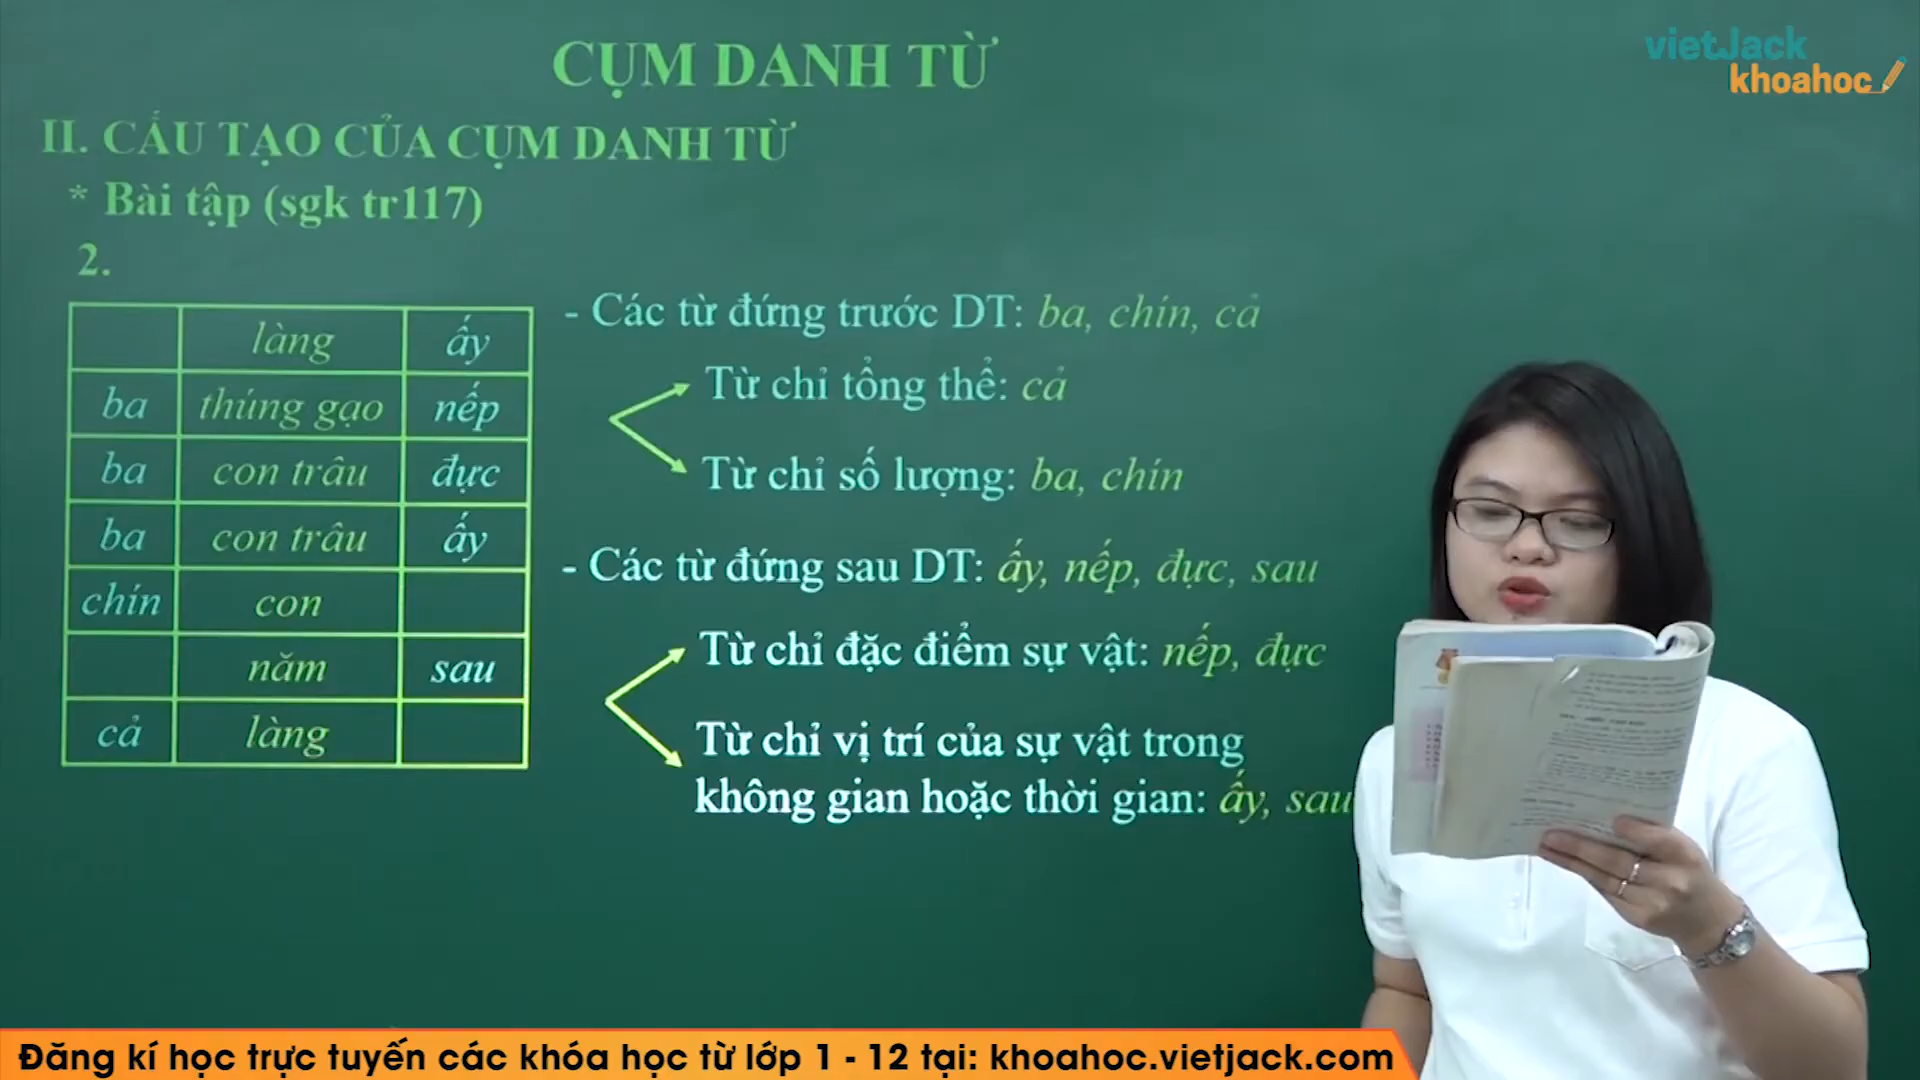 CỤM DANH TỪ
vietJack
khoahoc
II. CẤU TẠO CỦA CỤM DANH TỪ
* Bài tập (sgk tr117)
2.
làng ấy
ba thúng gạo nếp
ba con trâu đực
ba con trâu ấy
chín con
năm sau
cả làng
- Các từ đứng trước DT: ba, chín, cả
Từ chỉ tổng thể: cả
Từ chỉ số lượng: ba, chín
- Các từ đứng sau DT: ấy, nếp, đực, sau
Từ chỉ đặc điểm sự vật: nếp, đực
Từ chỉ vị trí của sự vật trong
không gian hoặc thời gian: ấy, sau
Đăng kí học trực tuyến các khóa học từ lớp 1 - 12 tại: khoahoc.vietjack.com